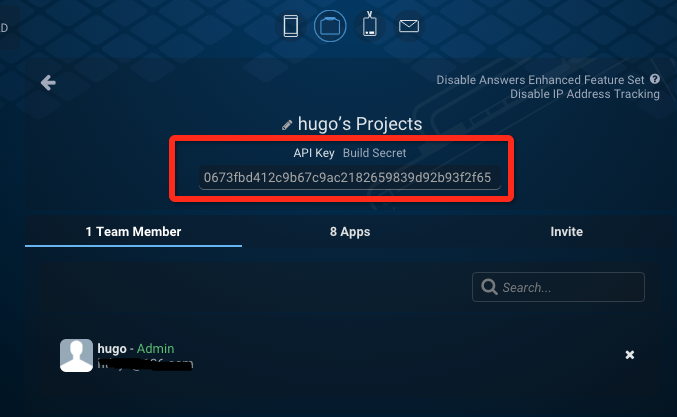 D
Disable Answers Enhanced Feature Set ?
Disable IP Address Tracking
hugo's Projects
API Key Build Secret
0673fbd412c9b67c9ac2182659839d92b93f2f65
1 Team Member 8 Apps Invite
Search...
hugo - Admin